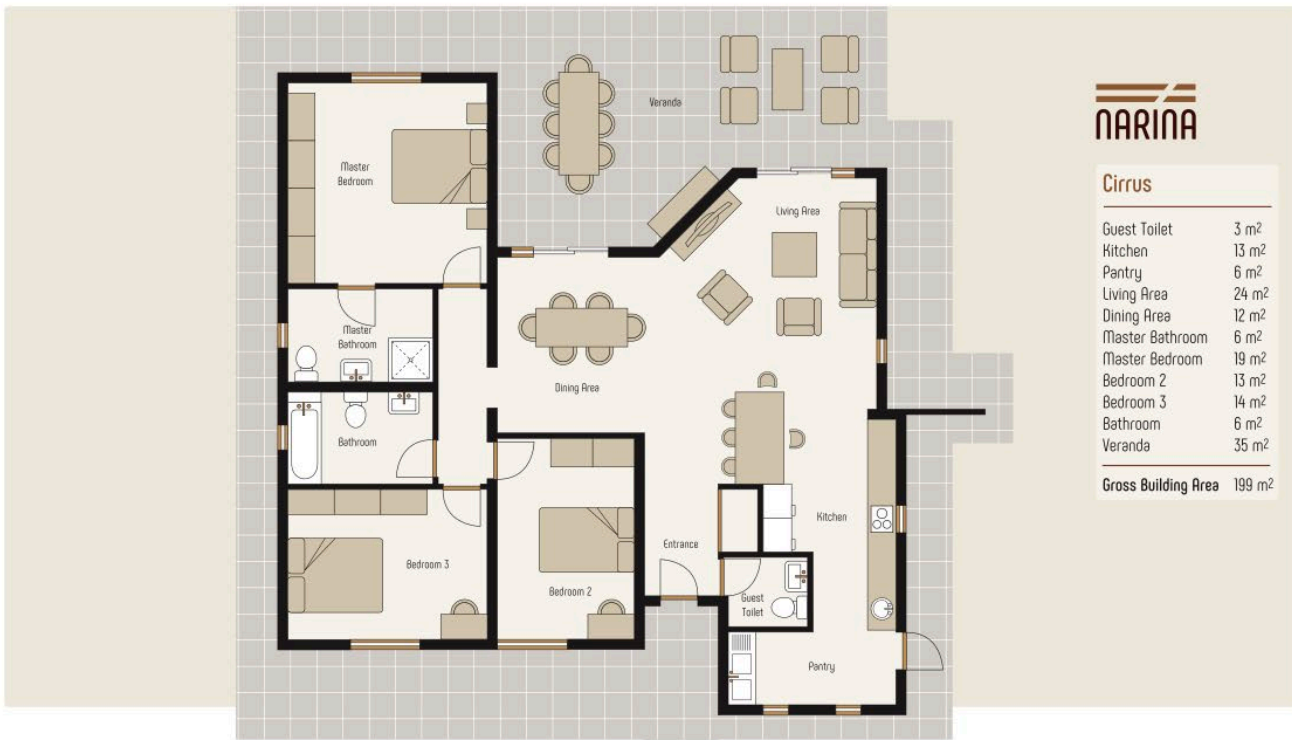 Veranda
Master
Bedroom
Living Area
Master
Bathroom
Dining Area
Bathroom
Kitchen
Entrance
Bedroom 3
Bedroom 2
Guest
Toilet
Pantry
NARINA
Cirrus
Guest Toilet 3 m²
Kitchen 13 m²
Pantry 6 m²
Living Area 24 m²
Dining Area 12 m²
Master Bathroom 6 m²
Master Bedroom 19 m²
Bedroom 2 13 m²
Bedroom 3 14 m²
Bathroom 6 m²
Veranda 35 m²
Gross Building Area 199 m²